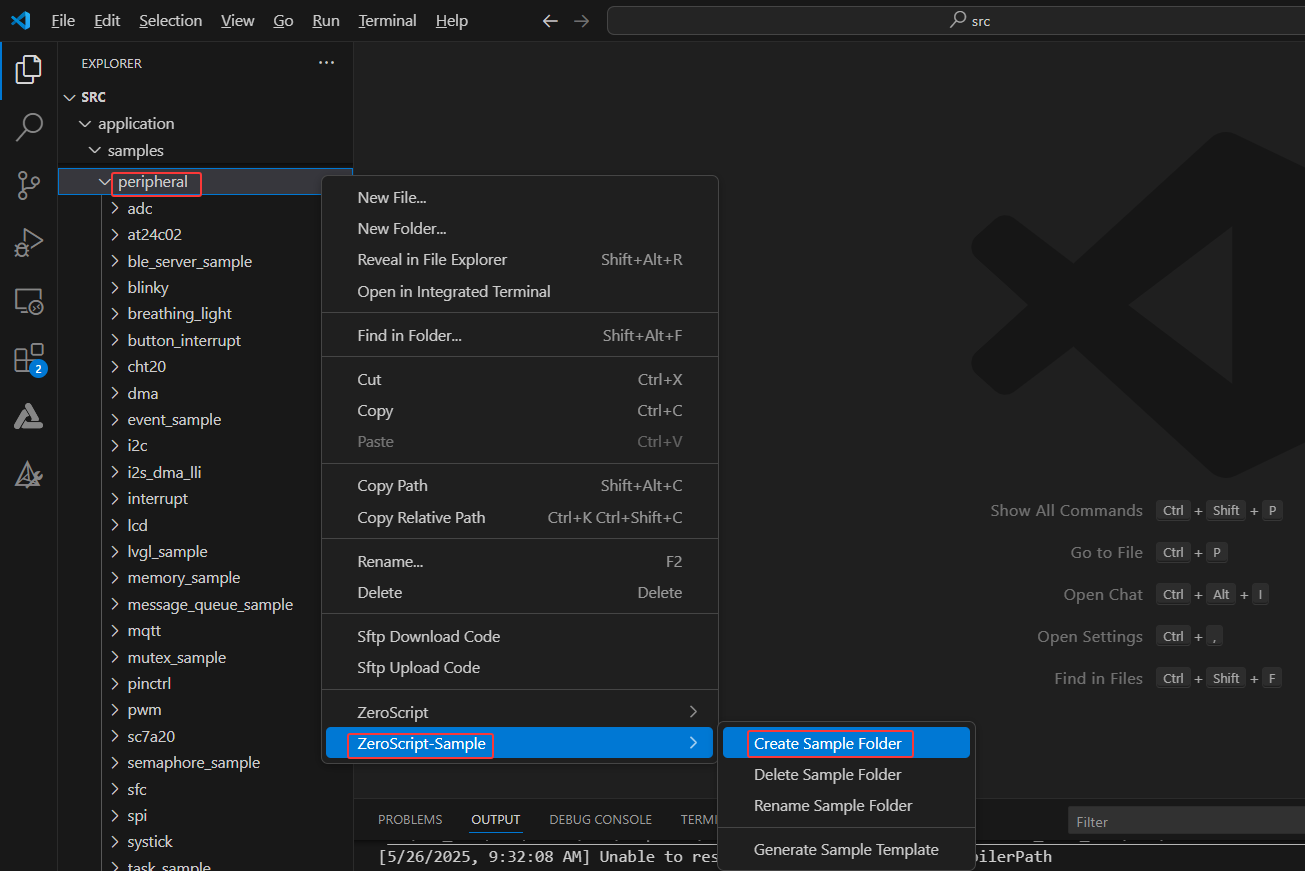 File Edit Selection View Go Run Terminal Help src
EXPLORER ...
SRC
application
samples
peripheral
adc
at24c02
ble_server_sample
blinky
breathing_light
button_interrupt
cht20
dma
event_sample
i2c
i2s_dma_lli
interrupt
lcd
lvgl_sample
memory_sample
message_queue_sample
mqtt
mutex_sample
pinctrl
pwm
sc7a20
semaphore_sample
sfc
spi
systick
task_sample
2
New File...
New Folder...
Reveal in File Explorer Shift+Alt+R
Open in Integrated Terminal
Find in Folder... Shift+Alt+F
Cut Ctrl+X
Copy Ctrl+C
Paste Ctrl+V
Copy Path Shift+Alt+C
Copy Relative Path Ctrl+K Ctrl+Shift+C
Rename... F2
Delete Delete
Sftp Download Code
Sftp Upload Code
ZeroScript
ZeroScript-Sample
Create Sample Folder
Delete Sample Folder
Rename Sample Folder
Generate Sample Template
Show All Commands Ctrl + Shift + P
Go to File Ctrl + P
Open Chat Ctrl + Alt + I
Open Settings Ctrl + ,
Find in Files Ctrl + Shift + F
PROBLEMS OUTPUT DEBUG CONSOLE TERMI Filter
[5/26/2025, 9:32:08 AM] Unable to res ilerPath